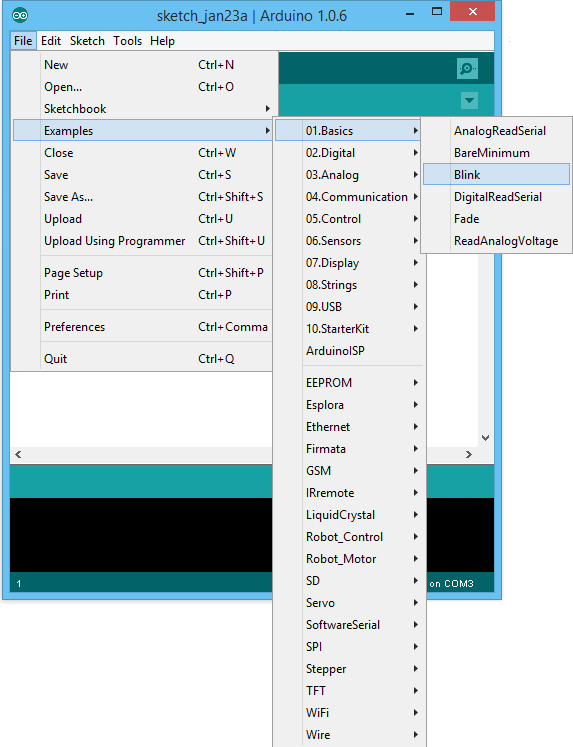 sketch_jan23a | Arduino 1.0.6
File Edit Sketch Tools Help
New Ctrl+N
Open... Ctrl+O
Sketchbook
Examples
Close Ctrl+W
Save Ctrl+S
Save As... Ctrl+Shift+S
Upload Ctrl+U
Upload Using Programmer Ctrl+Shift+U
Page Setup Ctrl+Shift+P
Print Ctrl+P
Preferences Ctrl+Comma
Quit Ctrl+Q
01.Basics
02.Digital
03.Analog
04.Communication
05.Control
06.Sensors
07.Display
08.Strings
09.USB
10.StarterKit
ArduinoISP
EEPROM
Esplora
Ethernet
Firmata
GSM
IRremote
LiquidCrystal
Robot_Control
Robot_Motor
SD
Servo
SoftwareSerial
SPI
Stepper
TFT
WiFi
Wire
AnalogReadSerial
BareMinimum
Blink
DigitalReadSerial
Fade
ReadAnalogVoltage
1
on COM3